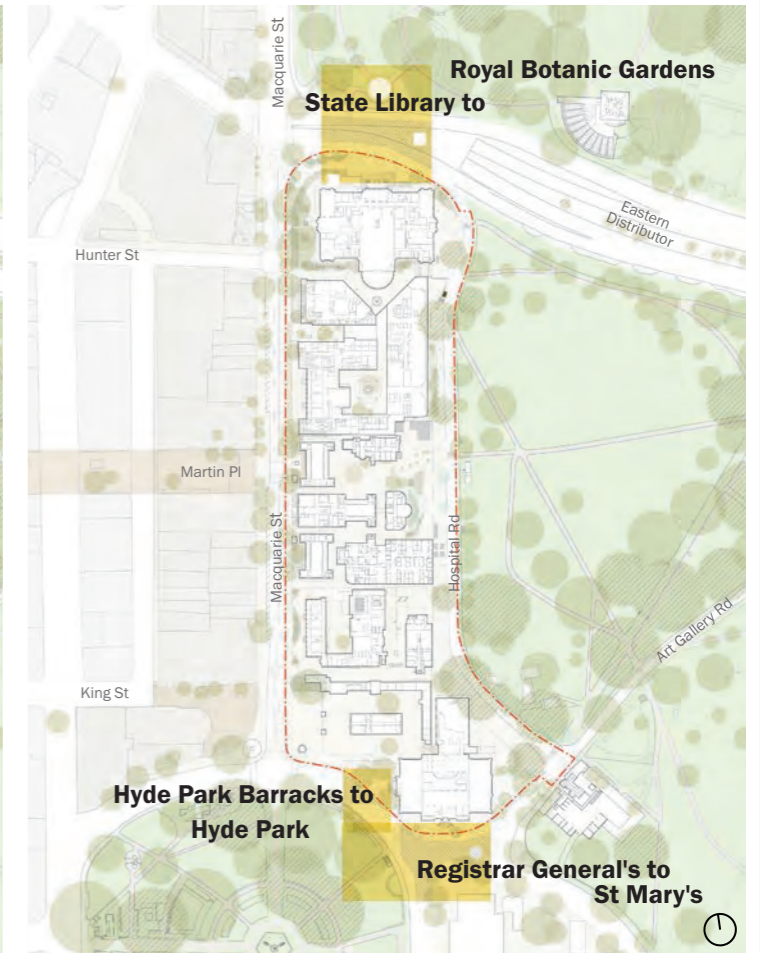 Macquarie St
Royal Botanic Gardens
State Library to
Eastern
Distributor
Hunter St
Martin Pl
Macquarie St
Hospital Rd
Art Gallery Rd
King St
Hyde Park Barracks to
Hyde Park
Registrar General's to
St Mary's